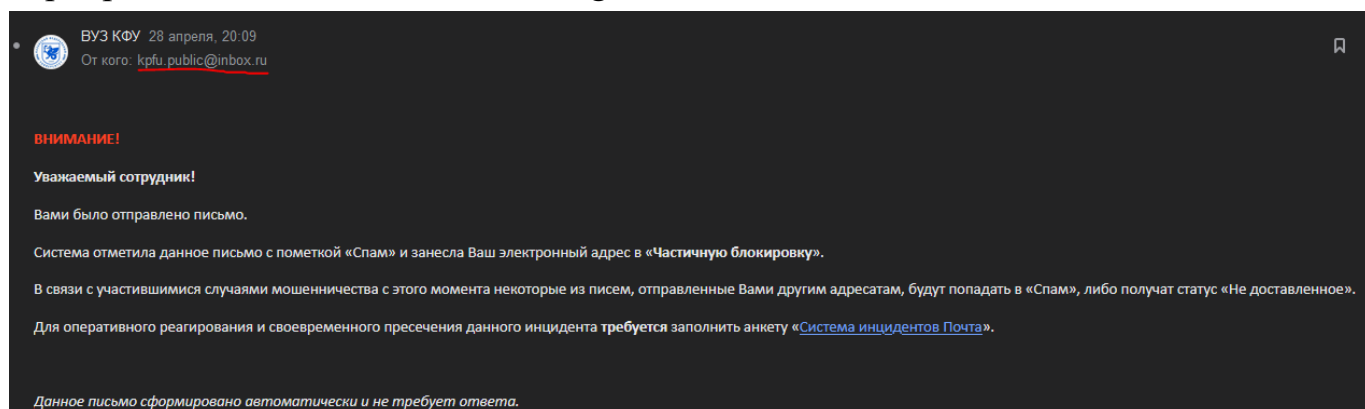 ВУЗ КФУ 28 апреля, 20:09
От кого: kpfu.public@inbox.ru
ВНИМАНИЕ!
Уважаемый сотрудник!
Вами было отправлено письмо.
Система отметила данное письмо с пометкой «Спам» и занесла Ваш электронный адрес в «Частичную блокировку».
В связи с участившимися случаями мошенничества с этого момента некоторые из писем, отправленные Вами другим адресатам, будут попадать в «Спам», либо получат статус «Не доставленное».
Для оперативного реагирования и своевременного пресечения данного инцидента требуется заполнить анкету «Система инцидентов Почта».
Данное письмо сформировано автоматически и не требует ответа.